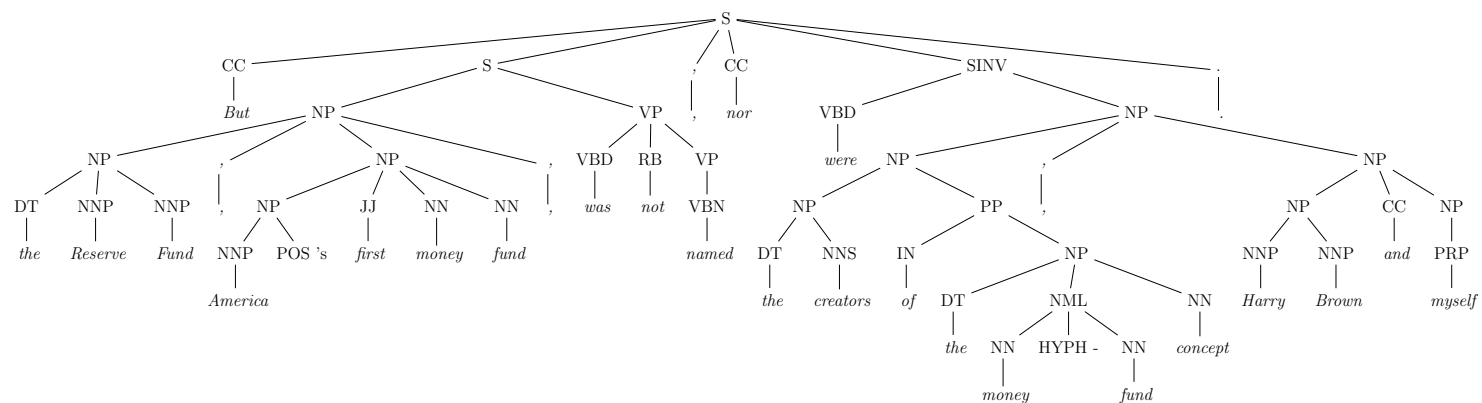 S
CC S , CC SINV .
But NP VP , nor VBD NP .
NP , NP , VBD RB VP were NP , NP
DT NNP NNP , NP JJ NN NN , was not VBN NP PP , NP CC NP
the Reserve Fund NNP POS 's first money fund named DT NNS IN NP NNP NNP and PRP
America the creators of DT NML NN Harry Brown myself
the NN HYPH - NN concept
money fund